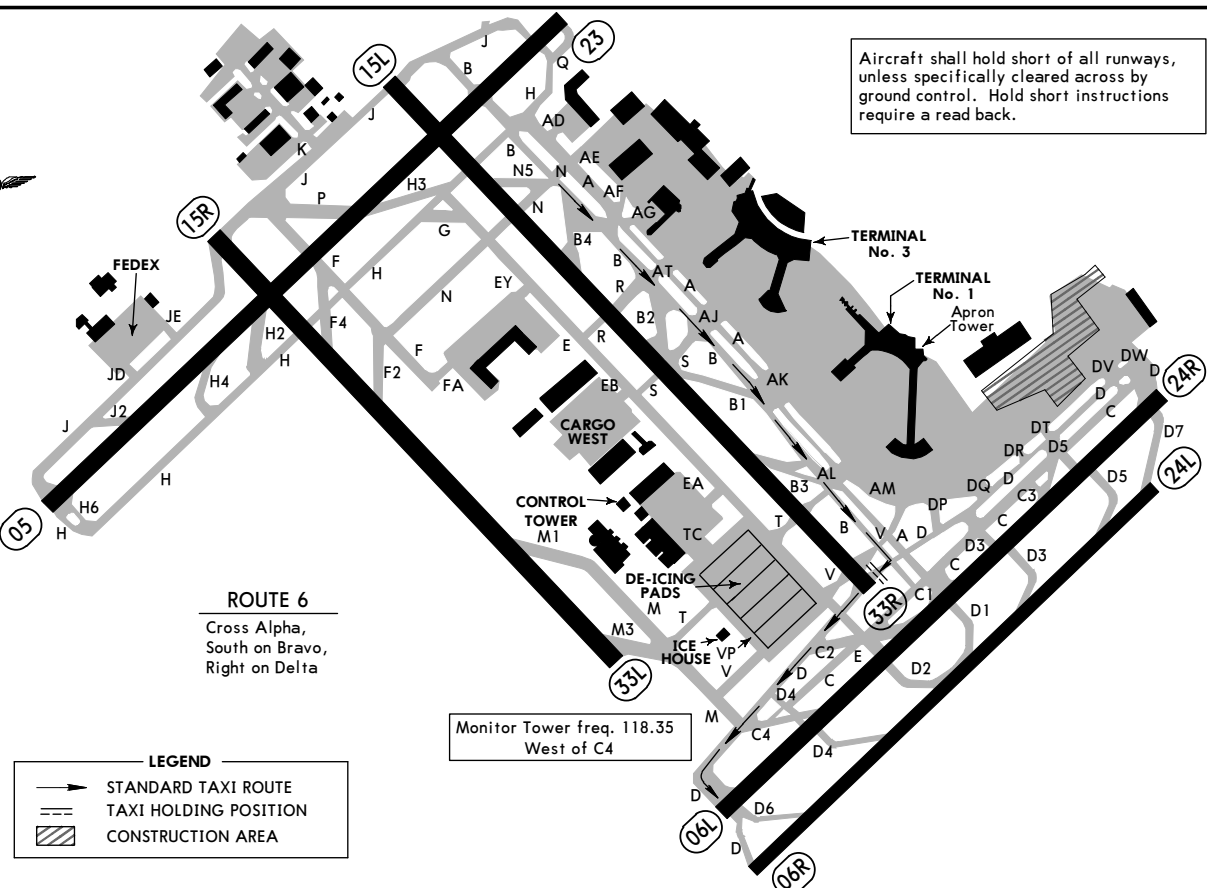 23
15L
J
B
Q
H
J
AD
Aircraft shall hold short of all runways,
unless specifically cleared across by
ground control. Hold short instructions
require a read back.
K
J
B
AE
N5
N
A
H3
AF
P
15R
N
AG
G
B4
TERMINAL
No. 3
FEDEX
F
H
B
AT
A
TERMINAL
No. 1
Apron
Tower
EY
R
N
JE
B2
AJ
F4
H2
E
R
A
H
F
S
B
DW
DV
D
JD
H4
F2
FA
EB
S
AK
24R
D
C
J2
B1
J
CARGO
WEST
DT
D5
D7
DR
24L
H
B3
AL
AM
D
D5
EA
DQ
C3
H6
CONTROL
TOWER
M1
DP
C
05
H
T
B
V
A
D
TC
D3
D3
DE-ICING
PADS
V
C
ROUTE 6
Cross Alpha,
South on Bravo,
Right on Delta
M
33R
C1
D1
T
M3
ICE
HOUSE
VP
V
C2
E
D
C
D2
33L
D4
M
C4
Monitor Tower freq. 118.35
West of C4
D4
LEGEND
STANDARD TAXI ROUTE
TAXI HOLDING POSITION
CONSTRUCTION AREA
D
D6
06L
D
06R